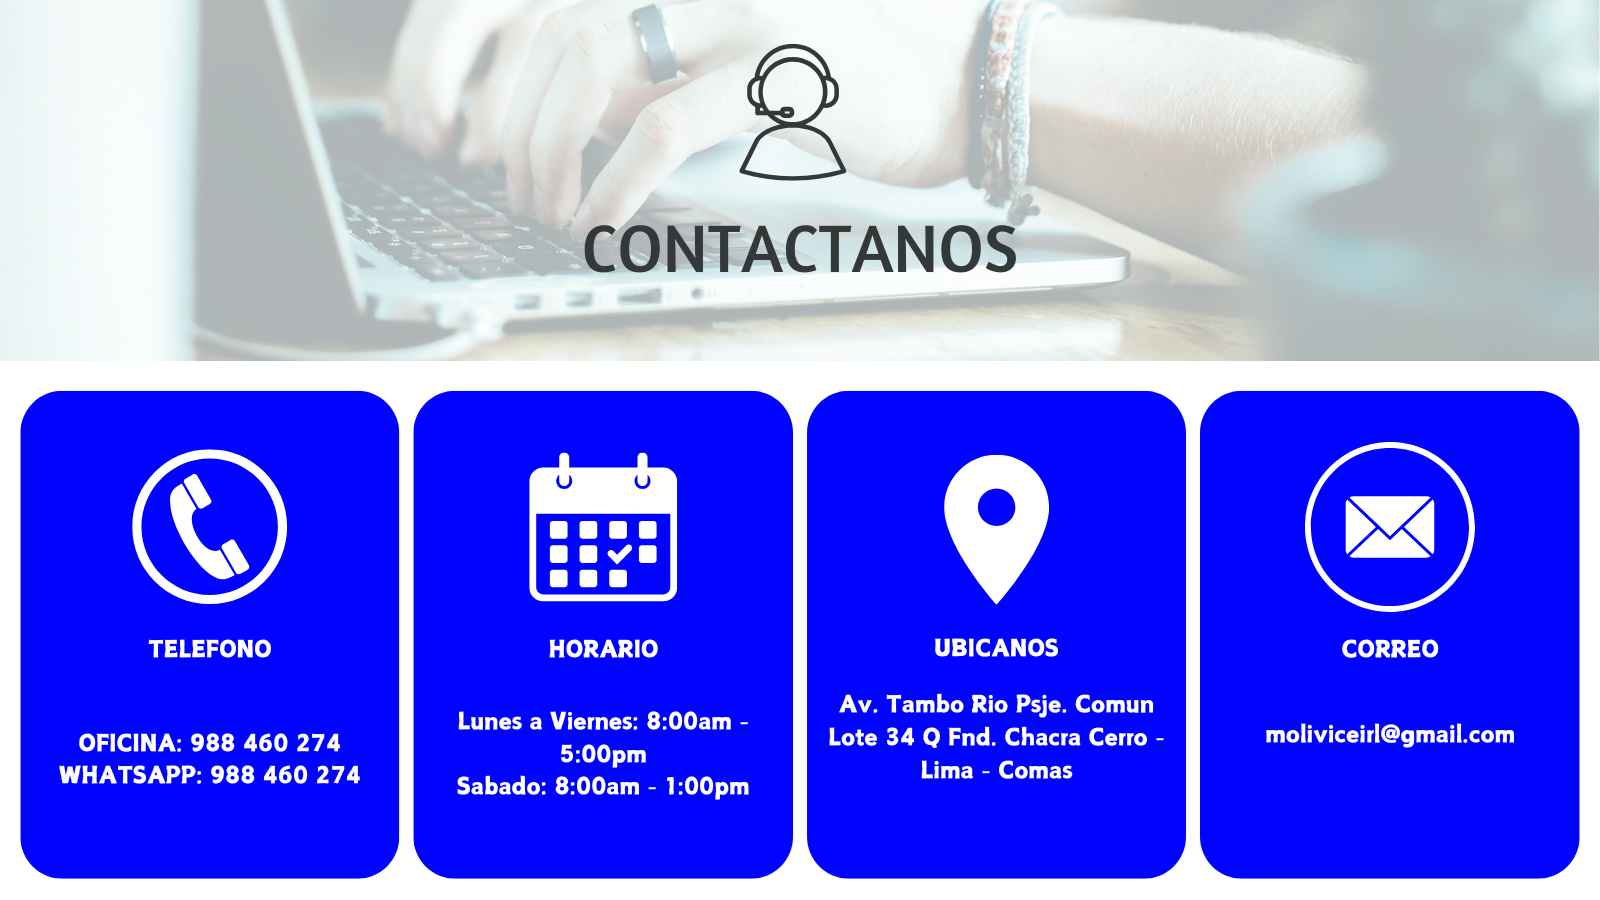 CONTACTANOS
TELEFONO
OFICINA: 988 460 274
WHATSAPP: 988 460 274
HORARIO
Lunes a Viernes: 8:00am -
5:00pm
Sabado: 8:00am - 1:00pm
UBICANOS
Av. Tambo Rio Psje. Comun
Lote 34 Q Fnd. Chacra Cerro -
Lima - Comas
CORREO
moliviceirl@gmail.com